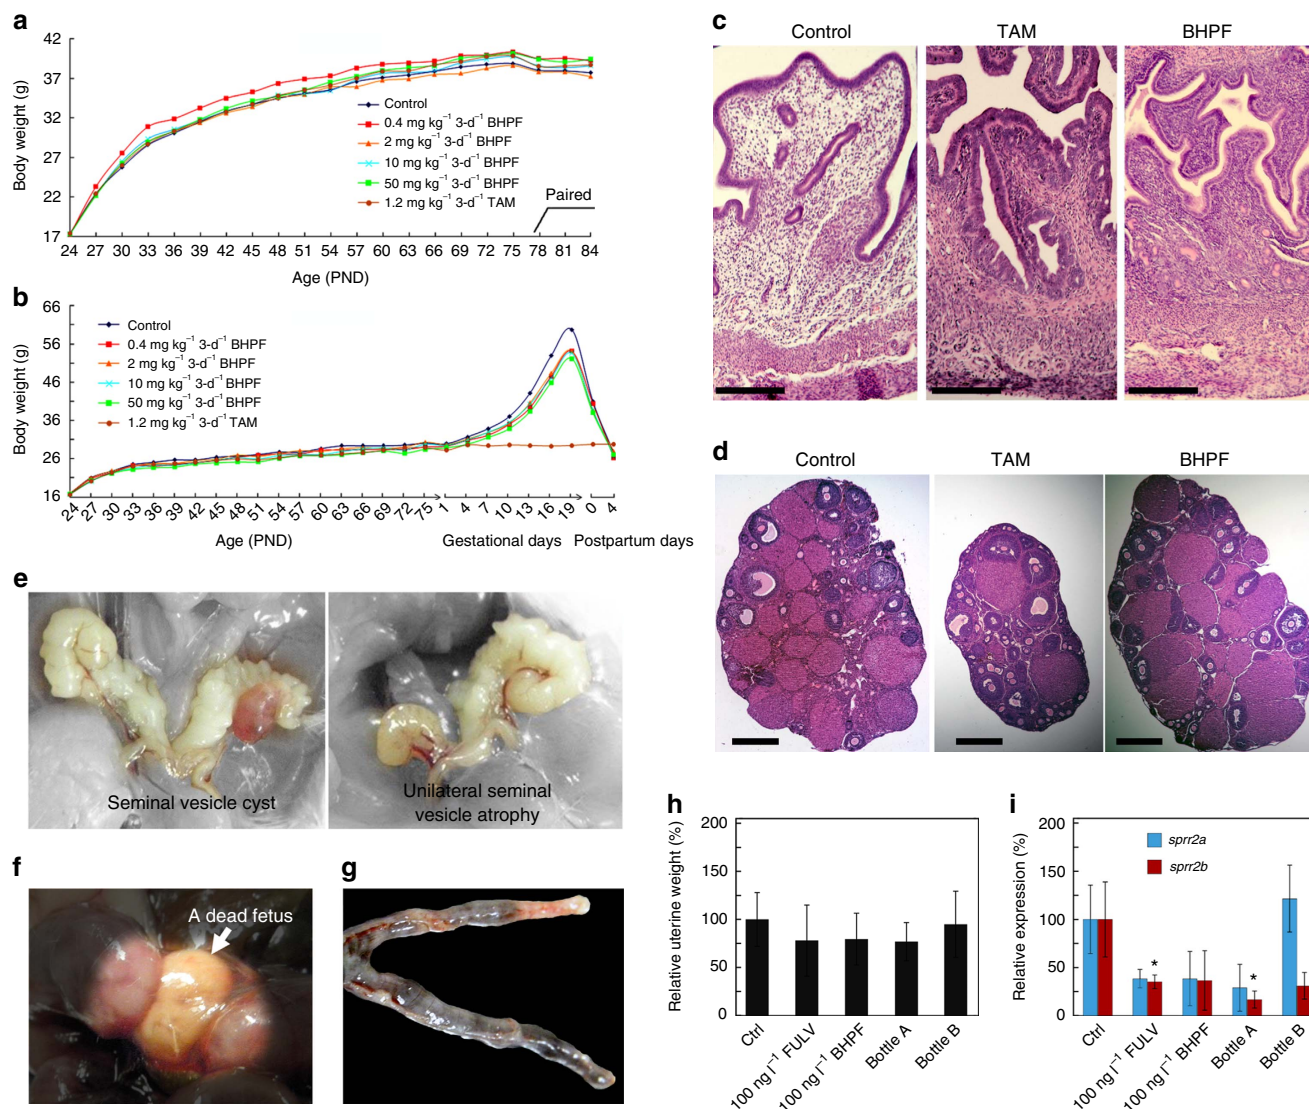 a
Body weight (g)
42
37
32
27
22
17
Control
0.4 mg kg⁻¹ 3-d⁻¹ BHPF
2 mg kg⁻¹ 3-d⁻¹ BHPF
10 mg kg⁻¹ 3-d⁻¹ BHPF
50 mg kg⁻¹ 3-d⁻¹ BHPF
1.2 mg kg⁻¹ 3-d⁻¹ TAM
Paired
24 27 30 33 36 39 42 45 48 51 54 57 60 63 66 69 72 75 78 81 84
Age (PND)
b
Body weight (g)
66
56
46
36
26
16
Control
0.4 mg kg⁻¹ 3-d⁻¹ BHPF
2 mg kg⁻¹ 3-d⁻¹ BHPF
10 mg kg⁻¹ 3-d⁻¹ BHPF
50 mg kg⁻¹ 3-d⁻¹ BHPF
1.2 mg kg⁻¹ 3-d⁻¹ TAM
24 27 30 33 36 39 42 45 48 51 57 60 63 66 69 72 75 1 4 7 10 13 16 19 0 4
Age (PND) Gestational days Postpartum days
c
Control TAM BHPF
d
Control TAM BHPF
e
Seminal vesicle cyst
Unilateral seminal
vesicle atrophy
f
A dead fetus
g
h
Relative uterine weight (%)
200
150
100
50
0
Ctrl
100 ng l⁻¹ FULV
100 ng l⁻¹ BHPF
Bottle A
Bottle B
i
Relative expression (%)
200
150
100
50
0
sprr2a
sprr2b
*
*
Ctrl
100 ng l⁻¹ FULV
100 ng l⁻¹ BHPF
Bottle A
Bottle B